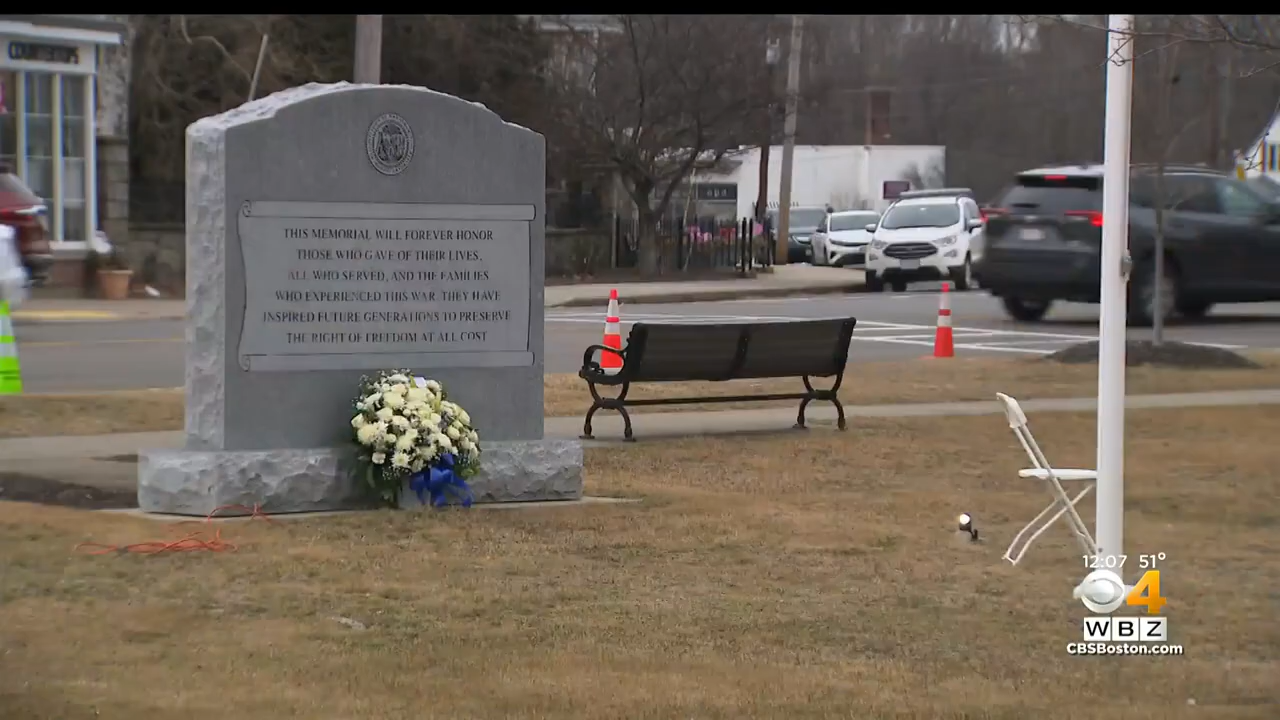 COUNTERTOPS
THIS MEMORIAL WILL FOREVER HONOR
THOSE WHO GAVE OF THEIR LIVES,
ALL WHO SERVED, AND THE FAMILIES
WHO EXPERIENCED THIS WAR. THEY HAVE
INSPIRED FUTURE GENERATIONS TO PRESERVE
THE RIGHT OF FREEDOM AT ALL COST
12:07 51°
4
WBZ
CBSBoston.com